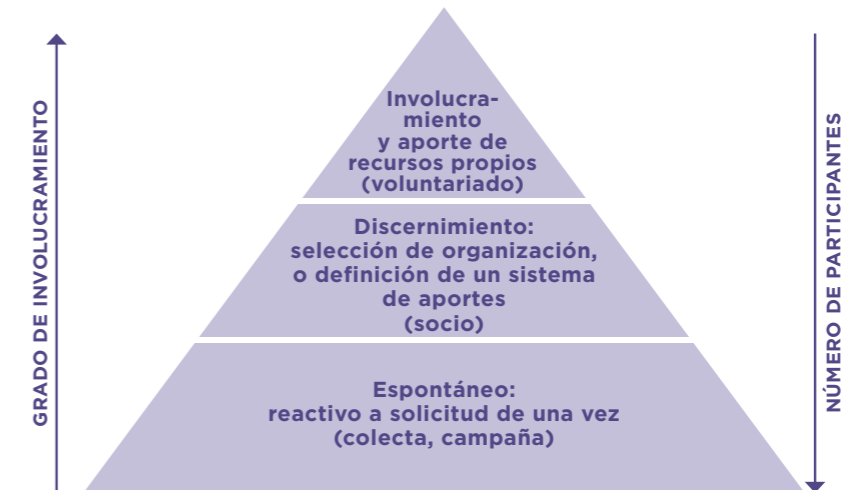 GRADO DE INVOLUCRAMIENTO
Involucra-
miento
y aporte de
recursos propios
(voluntariado)
Discernimiento:
selección de organización,
o definición de un sistema
de aportes
(socio)
Espontáneo:
reactivo a solicitud de una vez
(colecta, campaña)
NÚMERO DE PARTICIPANTES